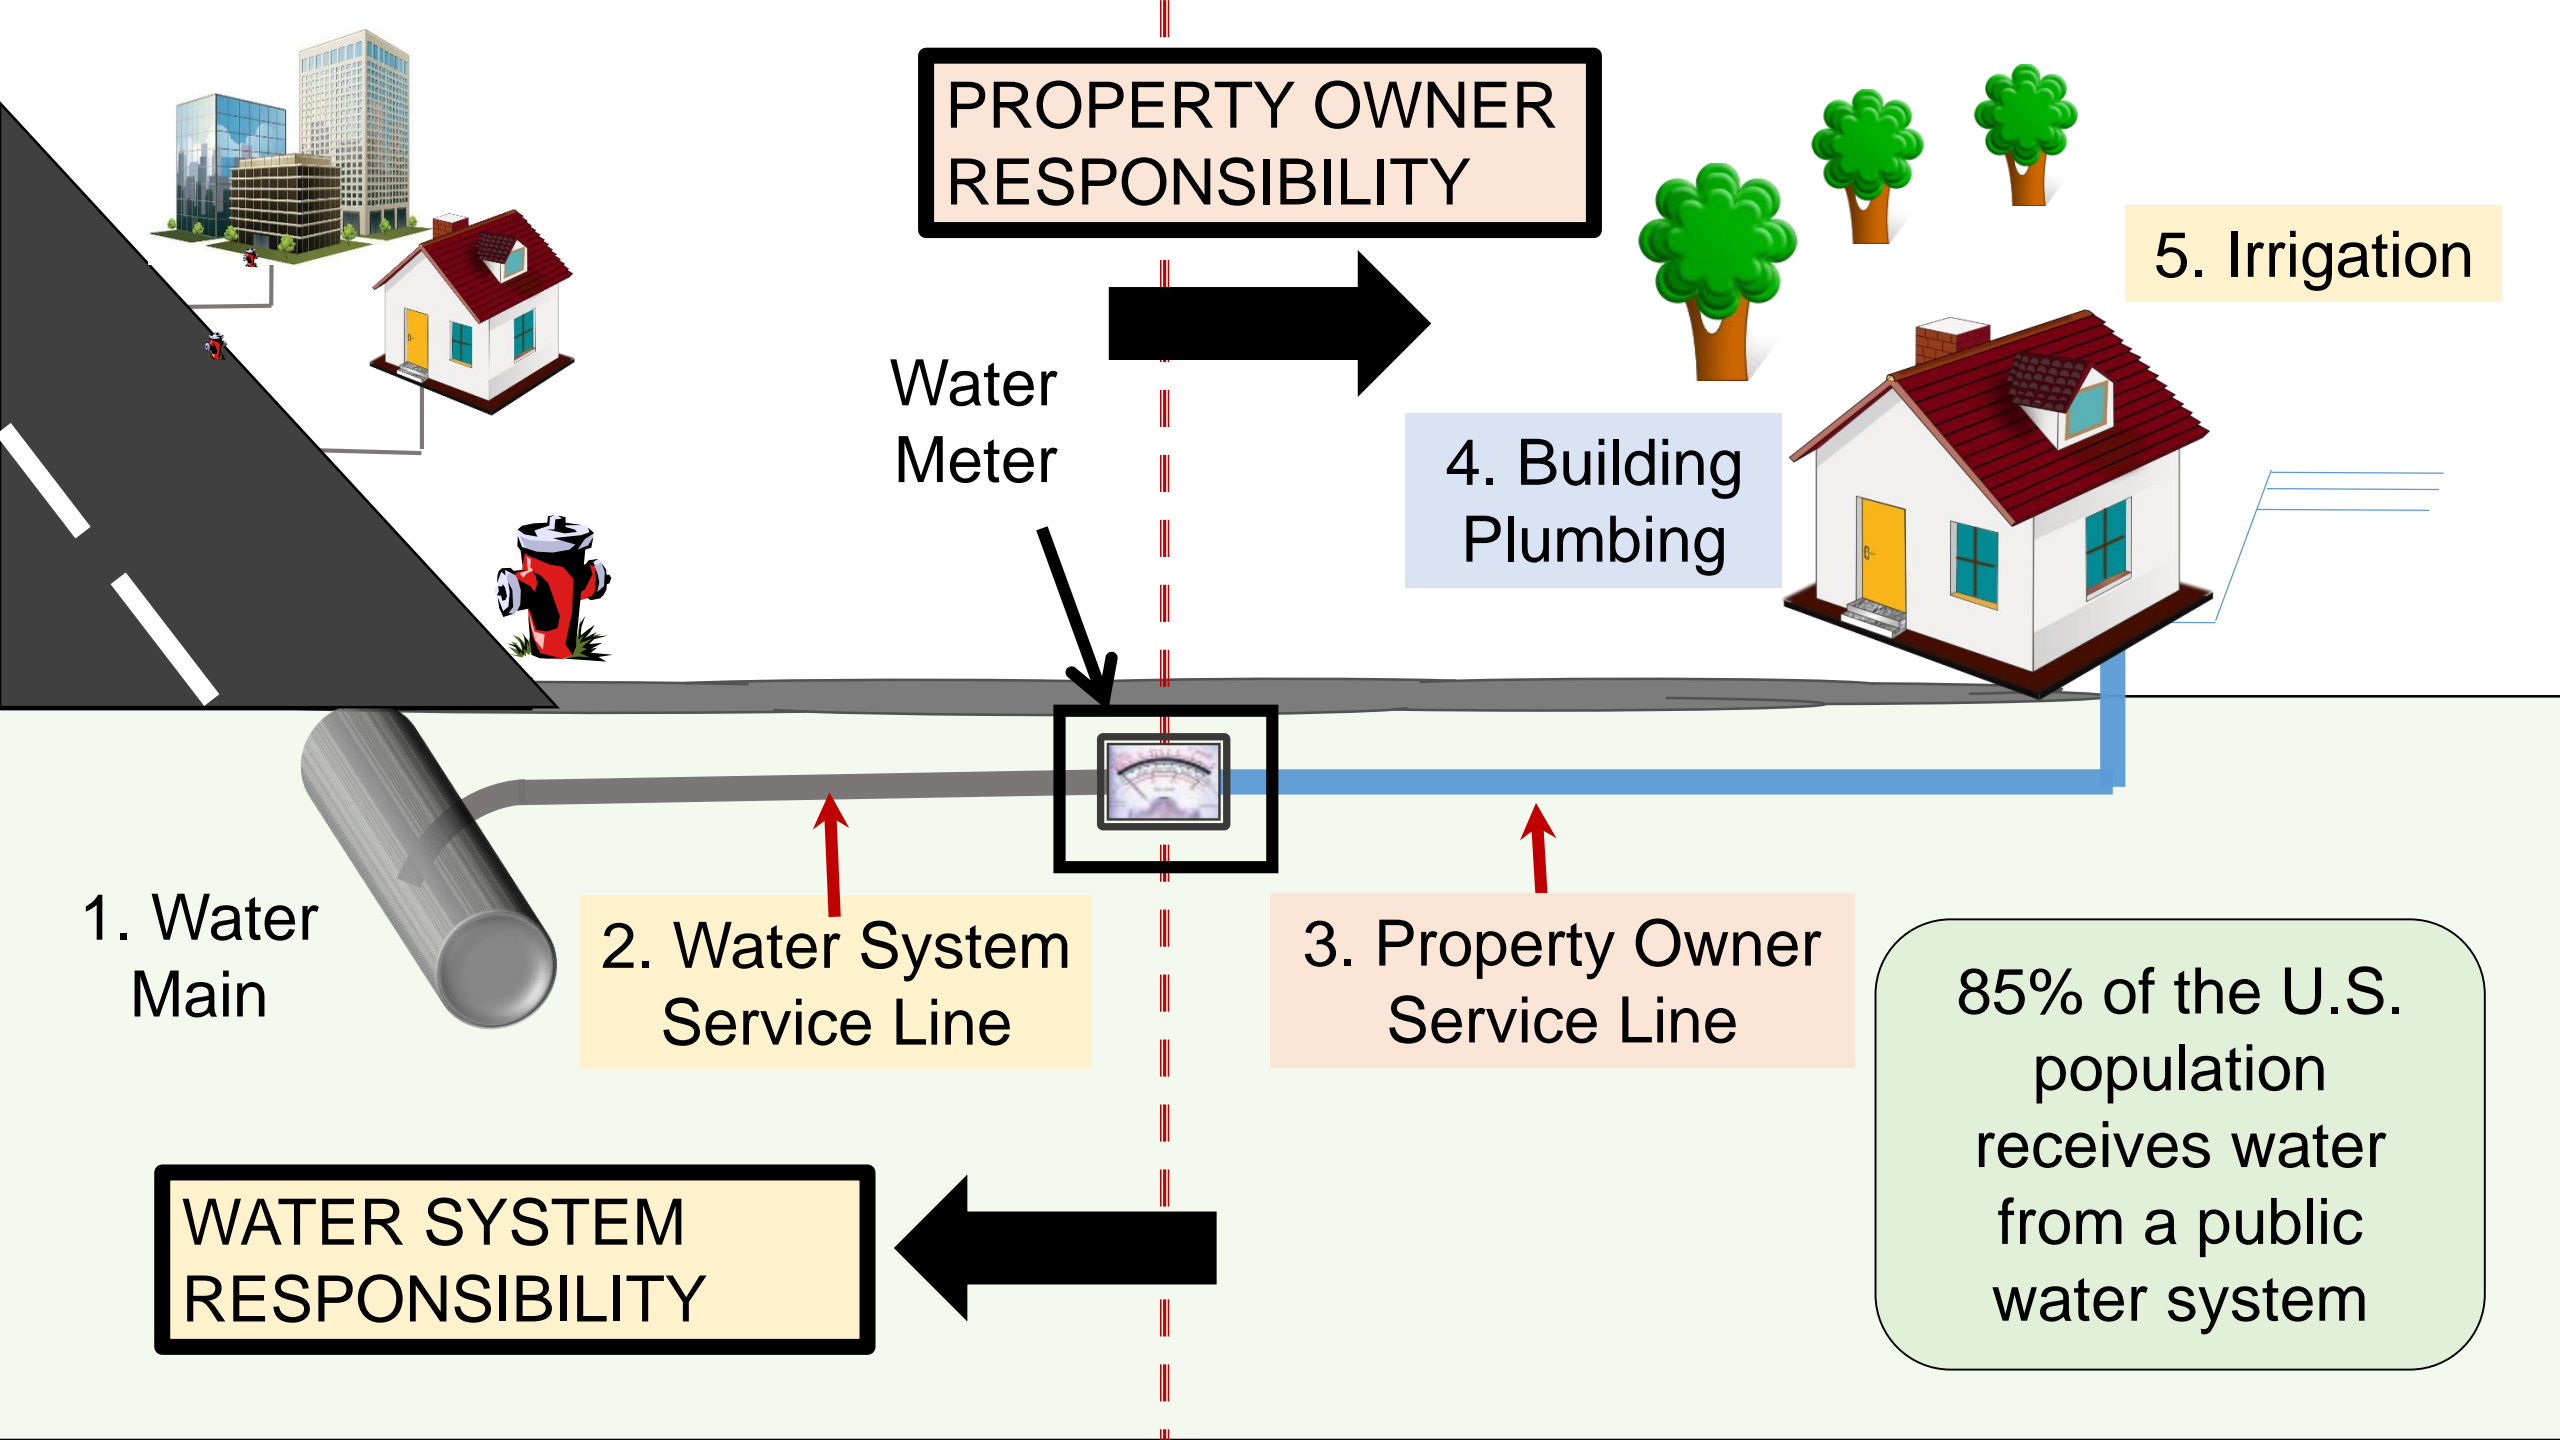 PROPERTY OWNER
RESPONSIBILITY
5. Irrigation
Water
Meter
4. Building
Plumbing
1. Water
Main
2. Water System
Service Line
3. Property Owner
Service Line
85% of the U.S.
population
receives water
from a public
water system
WATER SYSTEM
RESPONSIBILITY